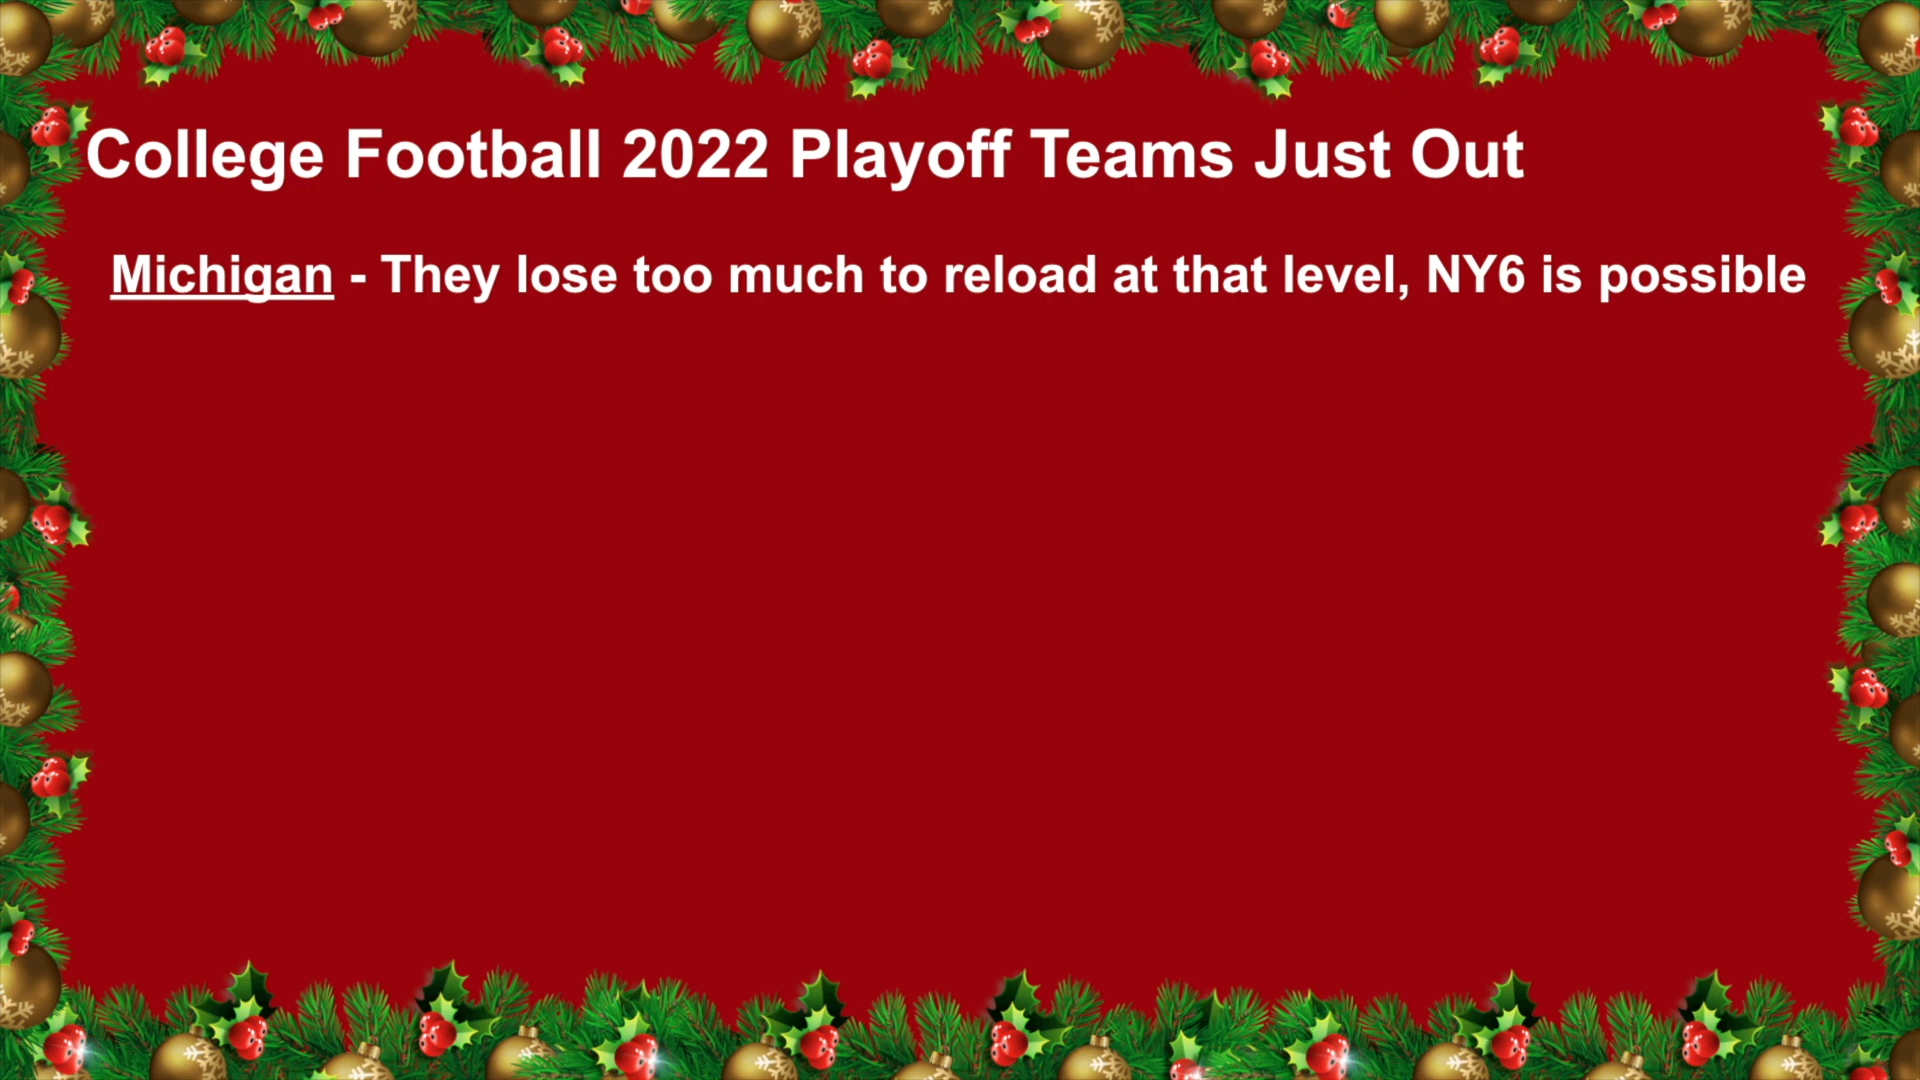 College Football 2022 Playoff Teams Just Out
Michigan - They lose too much to reload at that level, NY6 is possible